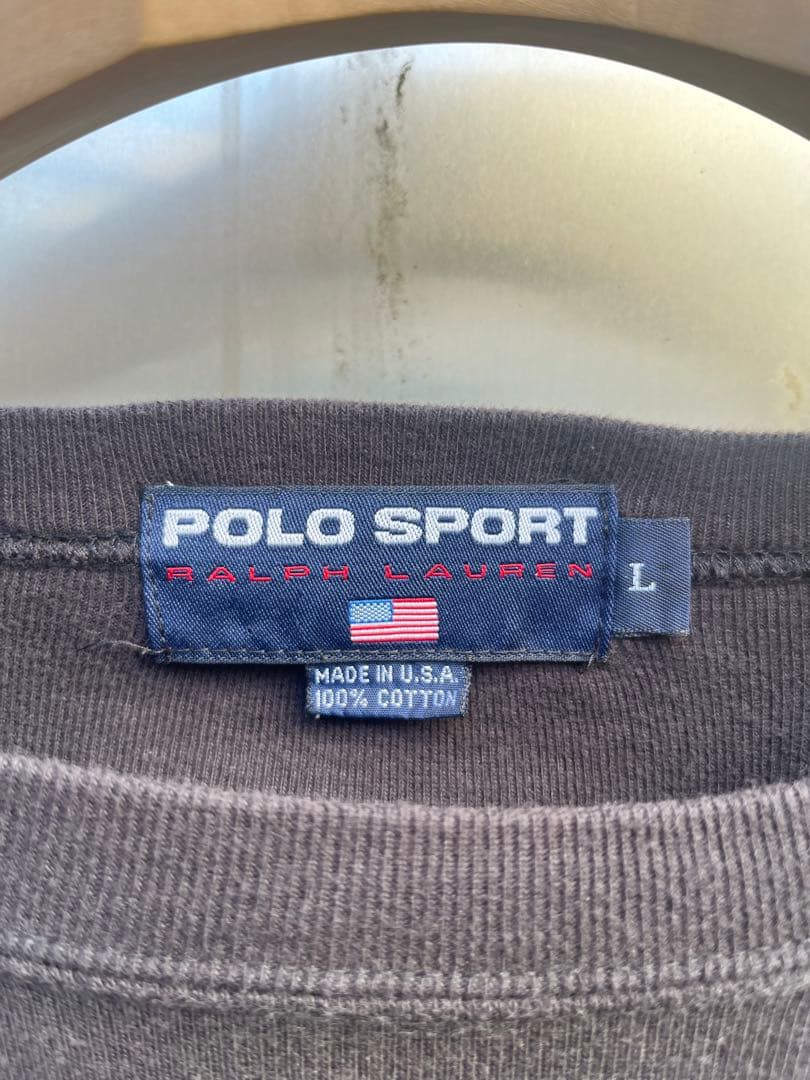 POLO SPORT
RALPH LAUREN
L
MADE IN U.S.A.
100% COTTON